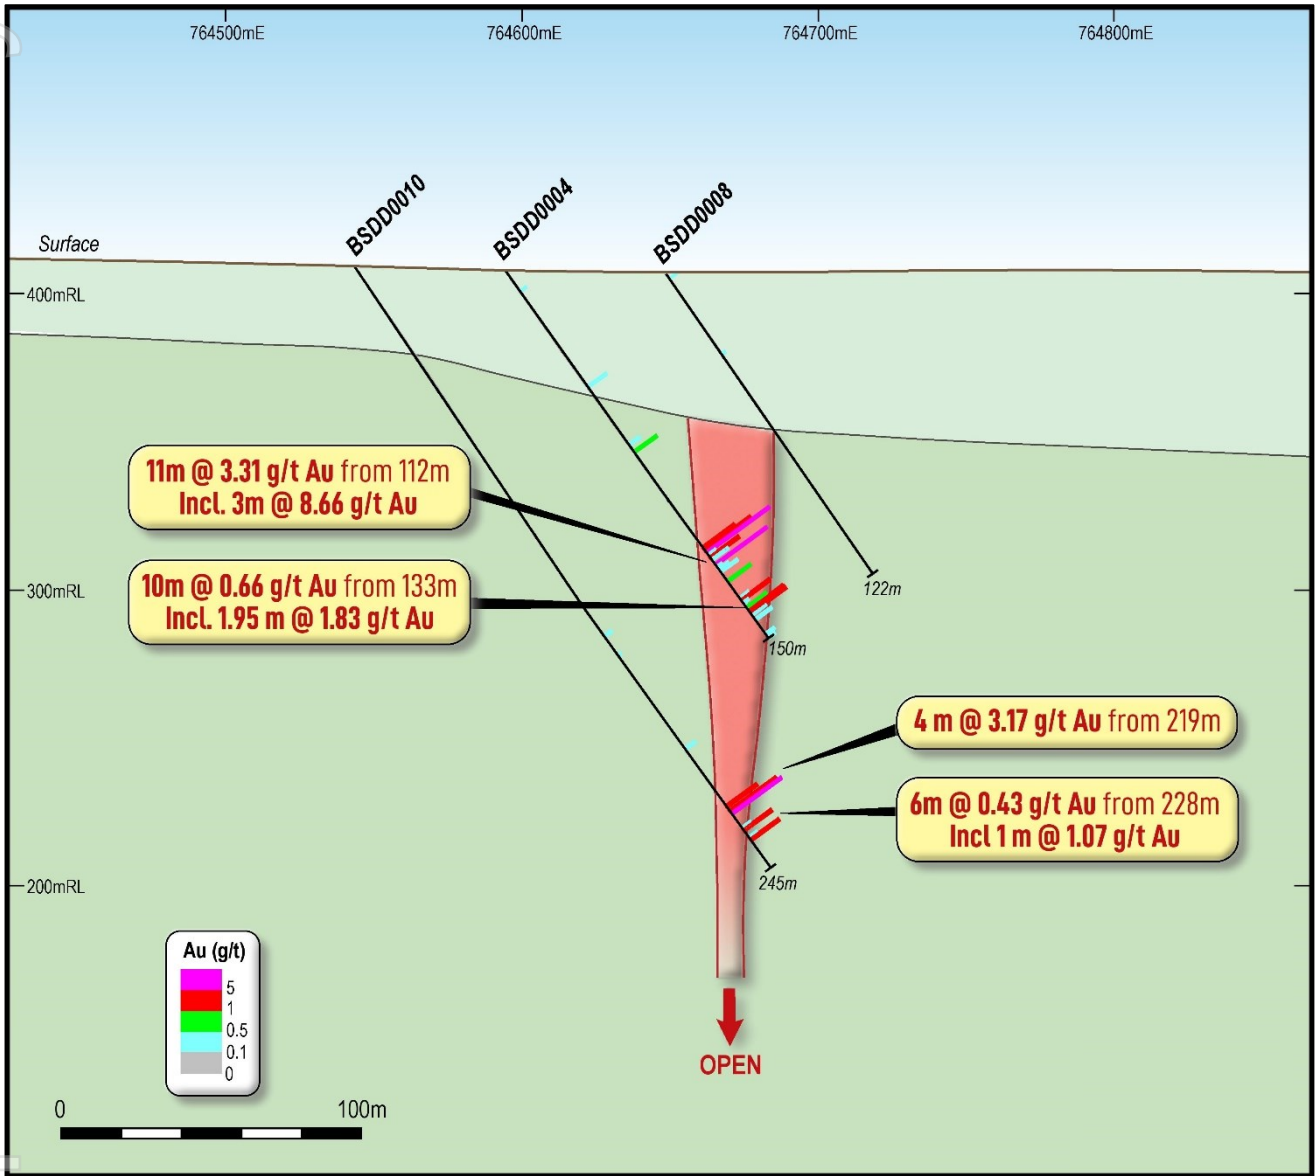 764500mE
764600mE
764700mE
764800mE
BSDD0010
BSDD0004
BSDD0008
Surface
400mRL
11m @ 3.31 g/t Au from 112m
Incl. 3m @ 8.66 g/t Au
10m @ 0.66 g/t Au from 133m
Incl. 1.95 m @ 1.83 g/t Au
300mRL
122m
150m
4 m @ 3.17 g/t Au from 219m
6m @ 0.43 g/t Au from 228m
Incl 1 m @ 1.07 g/t Au
200mRL
245m
Au (g/t)
5
1
0.5
0.1
0
OPEN
0
100m